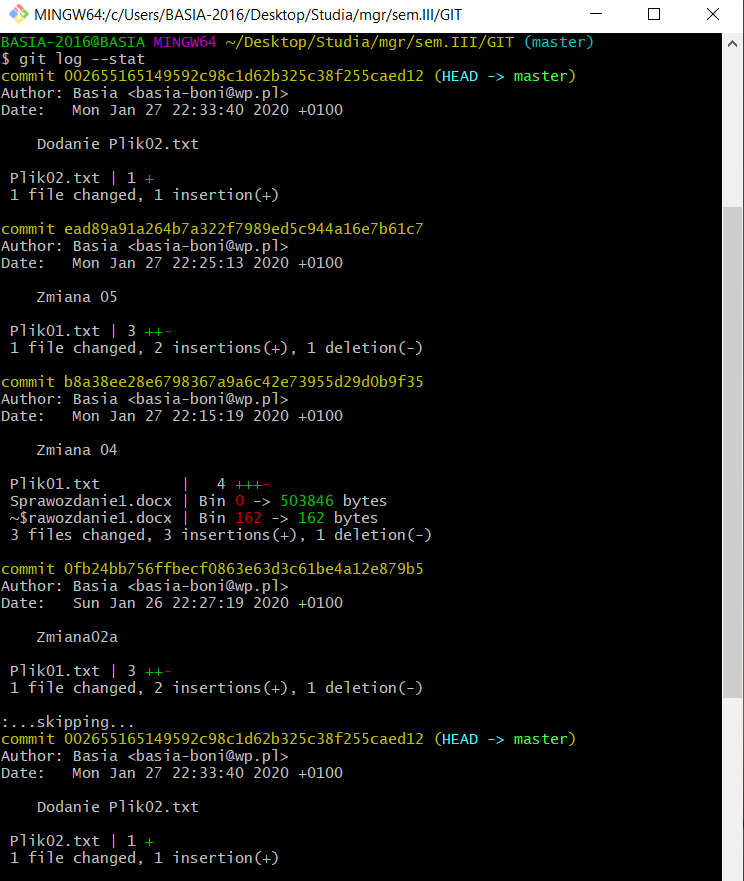 MINGW64:/c/Users/BASIA-2016/Desktop/Studia/mgr/sem.III/GIT
BASIA-2016@BASIA MINGW64 ~/Desktop/Studia/mgr/sem.III/GIT (master)
$ git log --stat
commit 002655165149592c98c1d62b325c38f255caed12 (HEAD -> master)
Author: Basia <basia-boni@wp.pl>
Date:   Mon Jan 27 22:33:40 2020 +0100
    Dodanie Plik02.txt
 Plik02.txt | 1 +
 1 file changed, 1 insertion(+)
commit ead89a91a264b7a322f7989ed5c944a16e7b61c7
Author: Basia <basia-boni@wp.pl>
Date:   Mon Jan 27 22:25:13 2020 +0100
    Zmiana 05
 Plik01.txt | 3 ++-
 1 file changed, 2 insertions(+), 1 deletion(-)
commit b8a38ee28e6798367a9a6c42e73955d29d0b9f35
Author: Basia <basia-boni@wp.pl>
Date:   Mon Jan 27 22:15:19 2020 +0100
    Zmiana 04
 Plik01.txt         |   4 +++-
 Sprawozdanie1.docx | Bin 0 -> 503846 bytes
 ~$rawozdanie1.docx | Bin 162 -> 162 bytes
 3 files changed, 3 insertions(+), 1 deletion(-)
commit 0fb24bb756ffbecf0863e63d3c61be4a12e879b5
Author: Basia <basia-boni@wp.pl>
Date:   Sun Jan 26 22:27:19 2020 +0100
    Zmiana02a
 Plik01.txt | 3 ++-
 1 file changed, 2 insertions(+), 1 deletion(-)
:...skipping...
commit 002655165149592c98c1d62b325c38f255caed12 (HEAD -> master)
Author: Basia <basia-boni@wp.pl>
Date:   Mon Jan 27 22:33:40 2020 +0100
    Dodanie Plik02.txt
 Plik02.txt | 1 +
 1 file changed, 1 insertion(+)